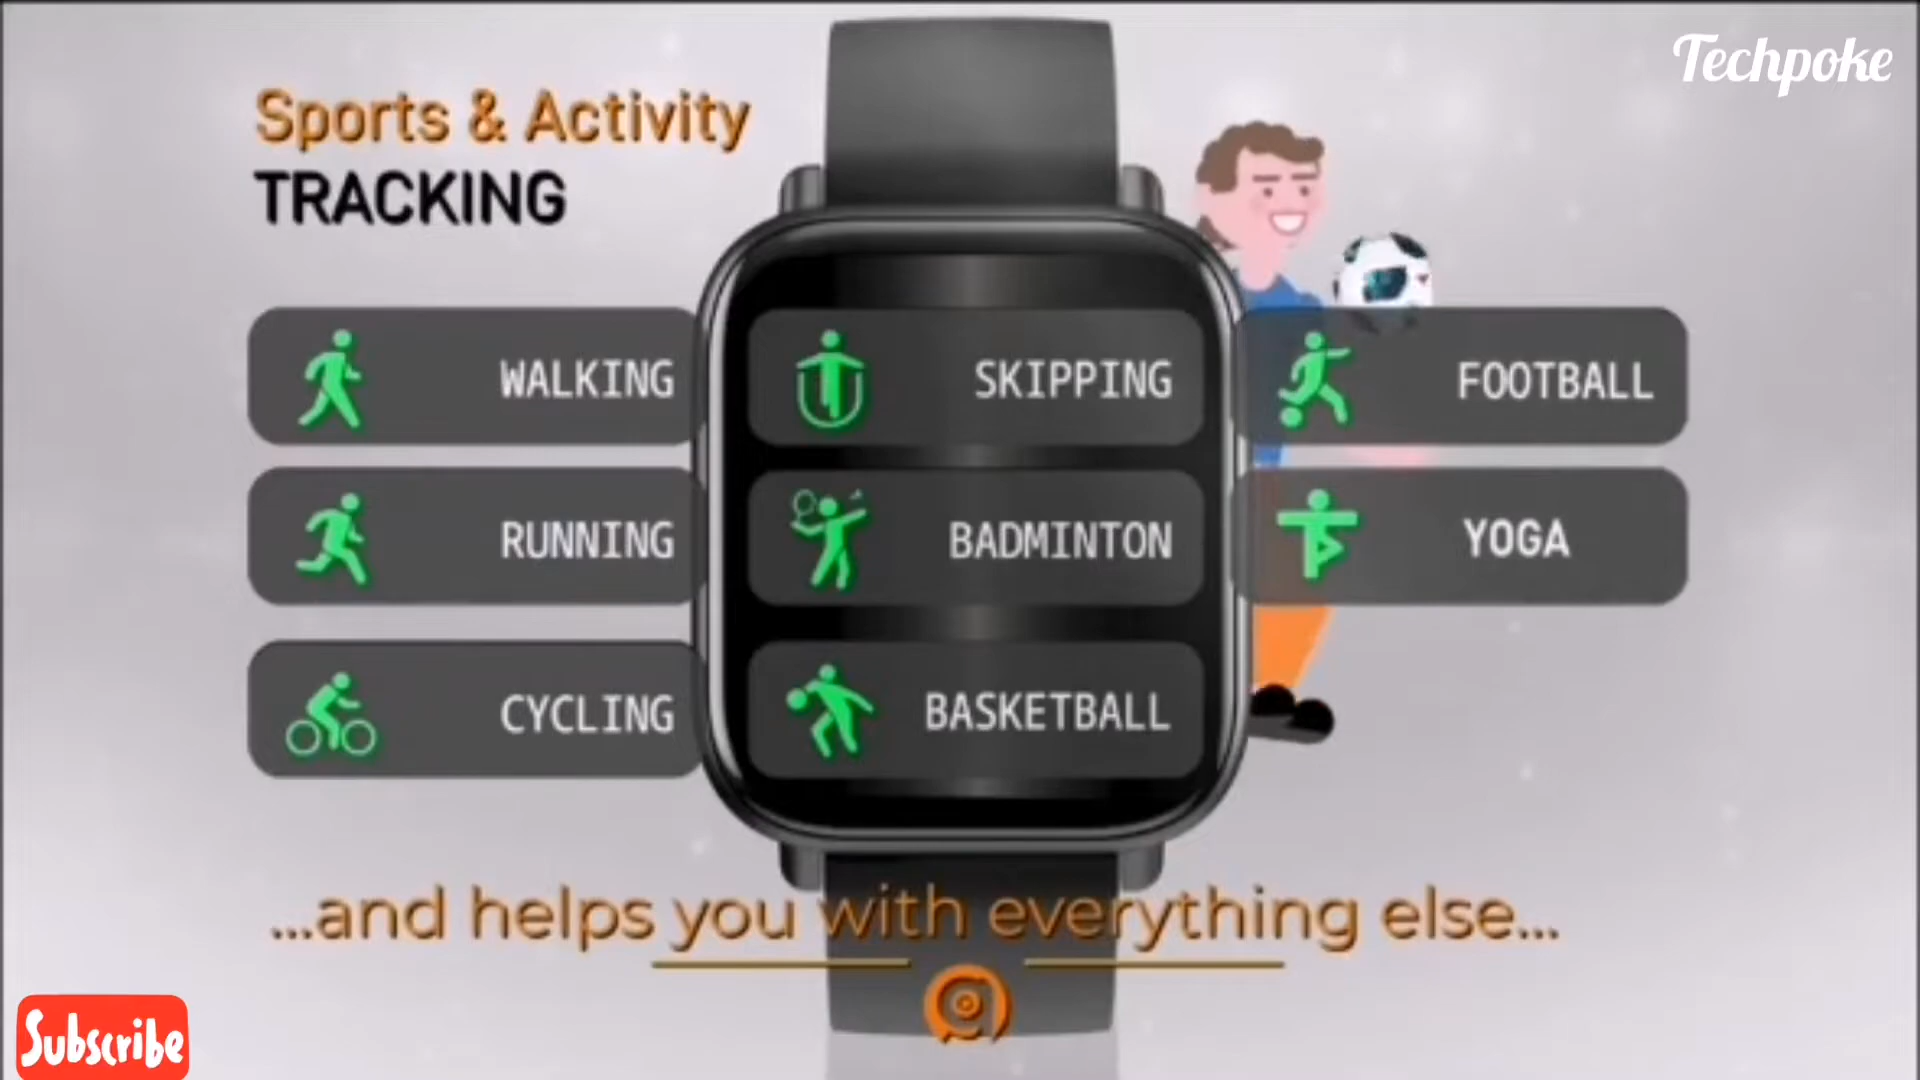 Techpoke
Sports & Activity
TRACKING
WALKING
SKIPPING
FOOTBALL
RUNNING
BADMINTON
YOGA
CYCLING
BASKETBALL
...and helps you with everything else...
Subscribe